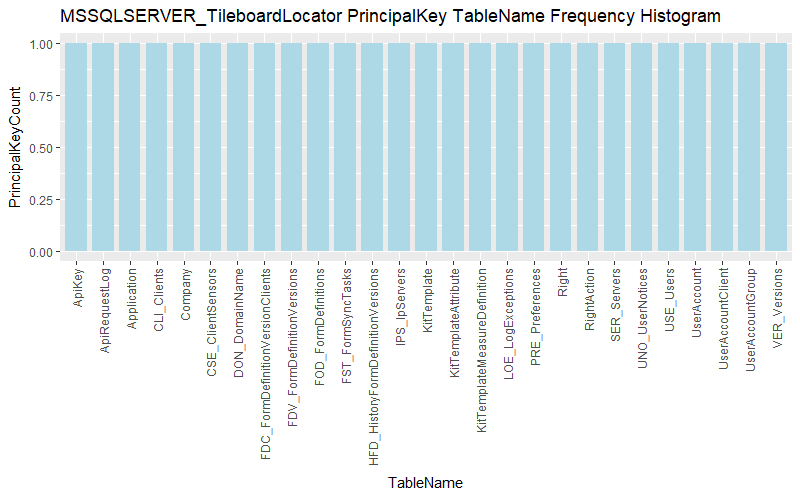 MSSQLSERVER_TileboardLocator PrincipalKey TableName Frequency Histogram
PrincipalKeyCount
1.00
0.75
0.50
0.25
0.00
ApiKey
ApiRequestLog
Application
CLI_Clients
Company
CSE_ClientSensors
DON_DomainName
FDC_FormDefinitionVersionClients
FDV_FormDefinitionVersions
FOD_FormDefinitions
FST_FormSyncTasks
HFD_HistoryFormDefinitionVersions
IPS_IpServers
KitTemplate
KitTemplateAttribute
KitTemplateMeasureDefinition
LOE_LogExceptions
PRE_Preferences
Right
RightAction
SER_Servers
UNO_UserNotices
USE_Users
UserAccount
UserAccountClient
UserAccountGroup
VER_Versions
TableName